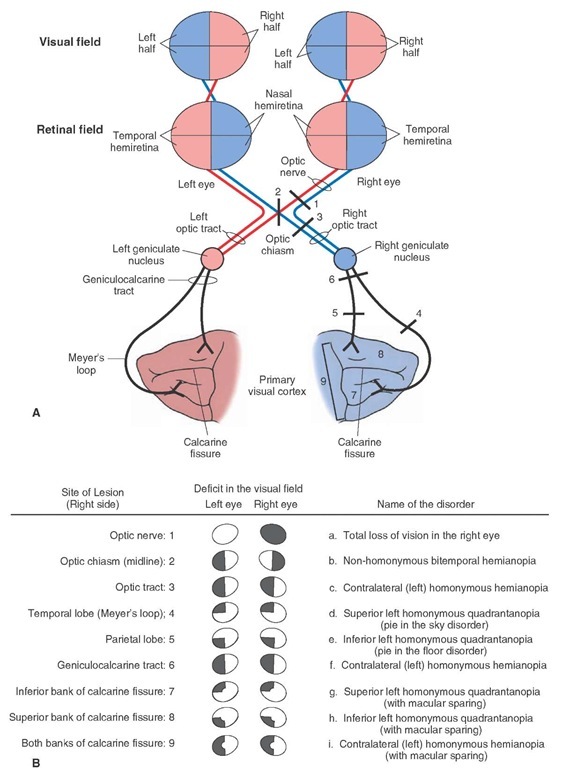 Visual field
Left
half
Right
half
Left
half
Right
half
Retinal field
Temporal
hemiretina
Nasal
hemiretina
Temporal
hemiretina
Optic
nerve
Left eye
Right eye
2
1
3
Left
optic tract
Right
optic tract
Optic
chiasm
Left geniculate
nucleus
Right geniculate
nucleus
Geniculocalcarine
tract
6
5
4
Meyer's
loop
Primary
visual cortex
8
9
7
A
Calcarine
fissure
Calcarine
fissure
Site of Lesion
(Right side)
Deficit in the visual field
Left eye Right eye
Name of the disorder
Optic nerve: 1 a. Total loss of vision in the right eye
Optic chiasm (midline): 2 b. Non-homonymous bitemporal hemianopia
Optic tract: 3 c. Contralateral (left) homonymous hemianopia
Temporal lobe (Meyer's loop); 4 d. Superior left homonymous quadrantanopia
(pie in the sky disorder)
Parietal lobe: 5 e. Inferior left homonymous quadrantanopia
(pie in the floor disorder)
Geniculocalcarine tract: 6 f. Contralateral (left) homonymous hemianopia
Inferior bank of calcarine fissure: 7 g. Superior left homonymous quadrantanopia
(with macular sparing)
Superior bank of calcarine fissure: 8 h. Inferior left homonymous quadrantanopia
(with macular sparing)
Both banks of calcarine fissure: 9 i. Contralateral (left) homonymous hemianopia
(with macular sparing)
B